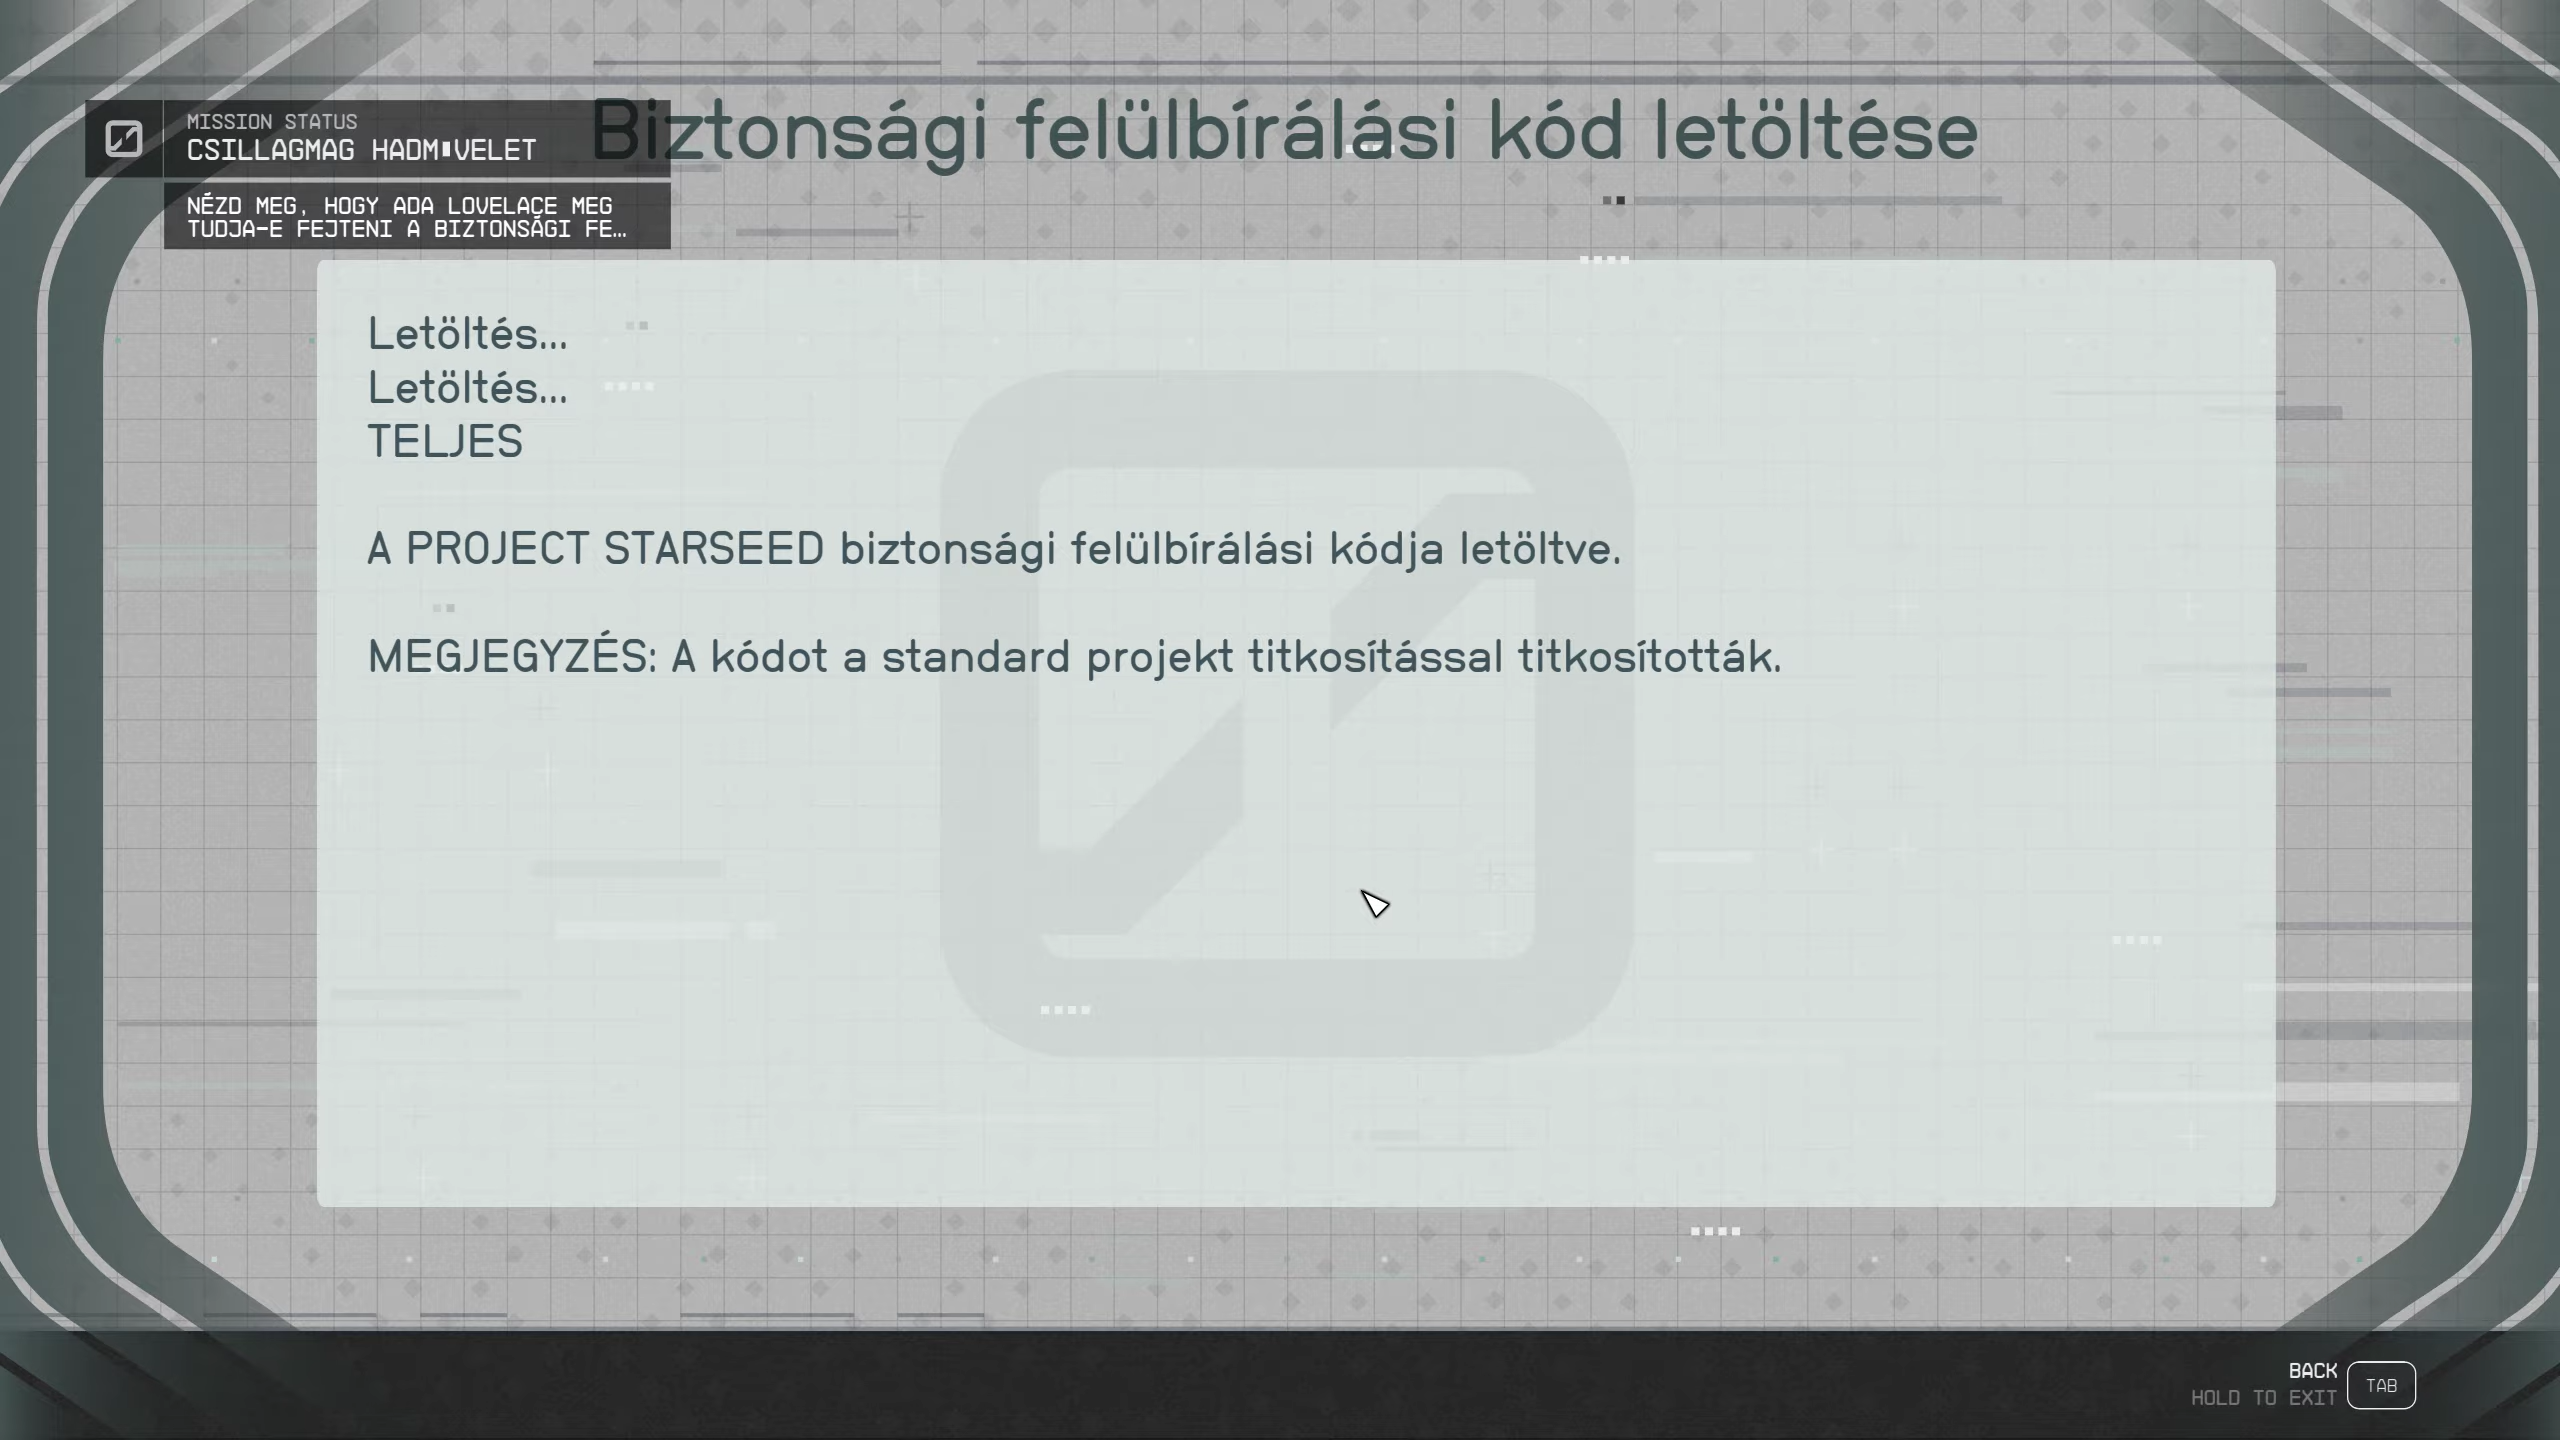 MISSION STATUS
CSILLAGMAG HADM▮VELET
NÉZD MEG, HOGY ADA LOVELACE MEG
TUDJA-E FEJTENI A BIZTONSÁGI FE...
Biztonsági felülbírálási kód letöltése
Letöltés...
Letöltés...
TELJES
A PROJECT STARSEED biztonsági felülbírálási kódja letöltve.
MEGJEGYZÉS: A kódot a standard projekt titkosítással titkosították.
BACK
HOLD TO EXIT
TAB